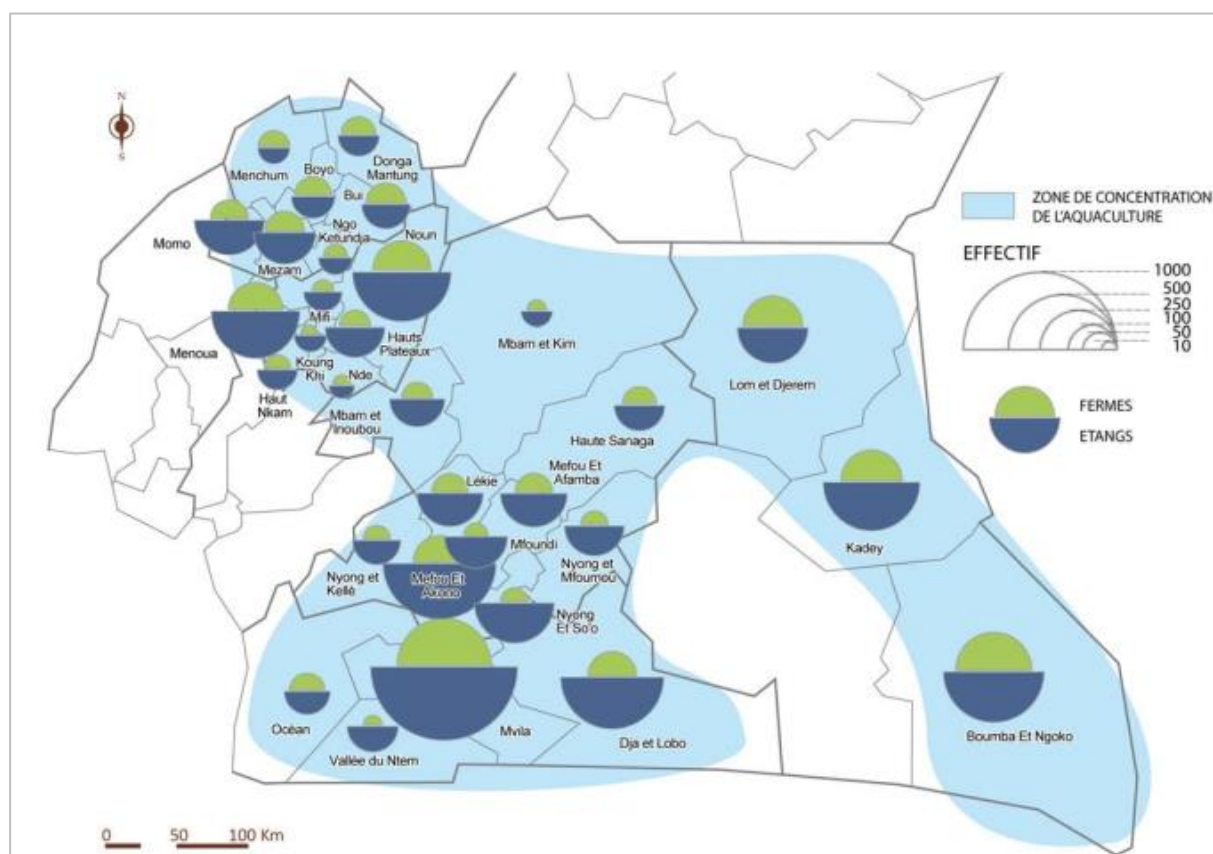 N
S
Menchum
Boyo
Donga
Mantung
Bui
Momo
Ngo
Ketundja
Noun
Mezam
Mifi
Menoua
Koung
Khi
Hauts
Plateaux
Haut
Nkam
Nde
Mbam et
Inoubou
Mbam et Kim
Lom et Djerem
Haute Sanaga
Mefou Et
Afamba
Lékie
Mfoundi
Kadey
Nyong et
Kellé
Mefou Et
Akono
Nyong et
Mfoumoū
Nyong
Et So'o
Océan
Vallée du Ntem
Mvila
Dja et Lobo
Boumba Et Ngoko
ZONE DE CONCENTRATION
DE L'AQUACULTURE
EFFECTIF
1000
500
250
100
50
10
FERMES
ETANGS
0 50 100 Km